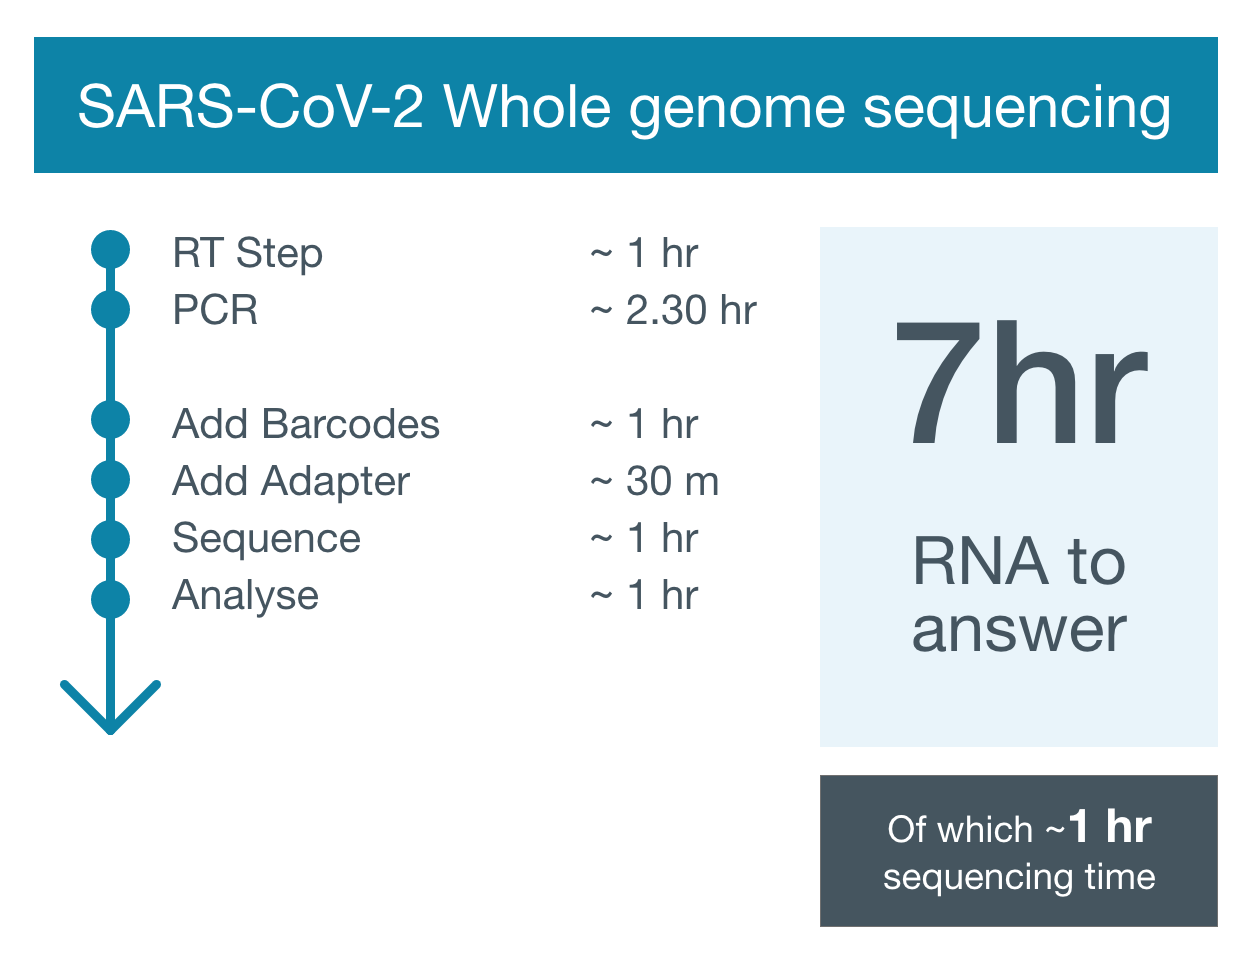 SARS-CoV-2 Whole genome sequencing
RT Step ~ 1 hr
PCR ~ 2.30 hr
Add Barcodes ~ 1 hr
Add Adapter ~ 30 m
Sequence ~ 1 hr
Analyse ~ 1 hr
7hr
RNA to
answer
Of which ~1 hr
sequencing time